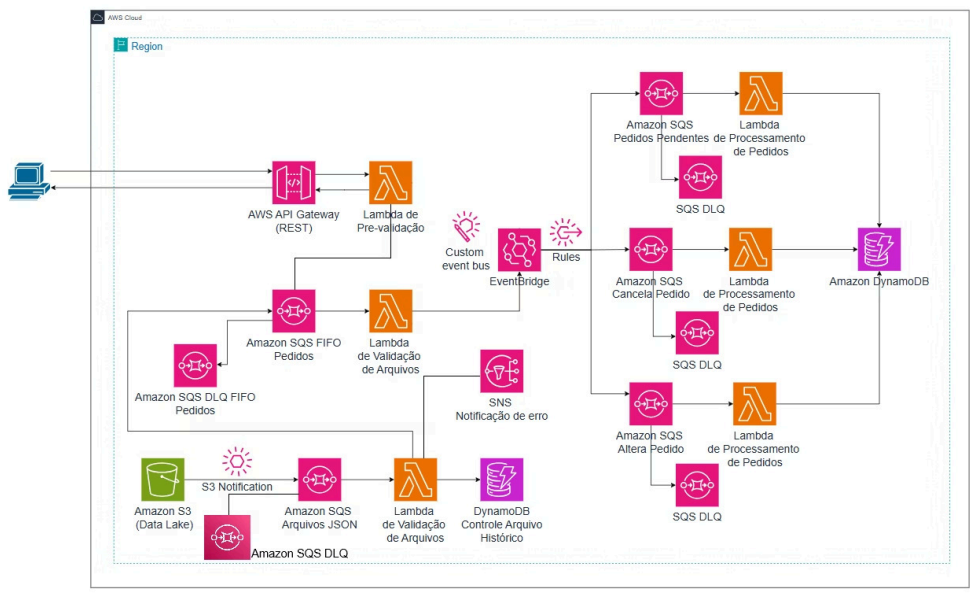 AWS Cloud
Region
Amazon SQS
Pedidos Pendentes
Lambda
de Processamento
de Pedidos
SQS DLQ
AWS API Gateway
(REST)
Lambda de
Pre-validação
Custom
event bus
EventBridge
Rules
Amazon SQS
Cancela Pedido
Lambda
de Processamento
de Pedidos
Amazon DynamoDB
SQS DLQ
Amazon SQS FIFO
Pedidos
Lambda
de Validação
de Arquivos
Amazon SQS DLQ FIFO
Pedidos
SNS
Notificação de erro
Amazon SQS
Altera Pedido
Lambda
de Processamento
de Pedidos
SQS DLQ
S3 Notification
Amazon S3
(Data Lake)
Amazon SQS
Arquivos JSON
Lambda
de Validação
de Arquivos
DynamoDB
Controle Arquivo
Histórico
Amazon SQS DLQ